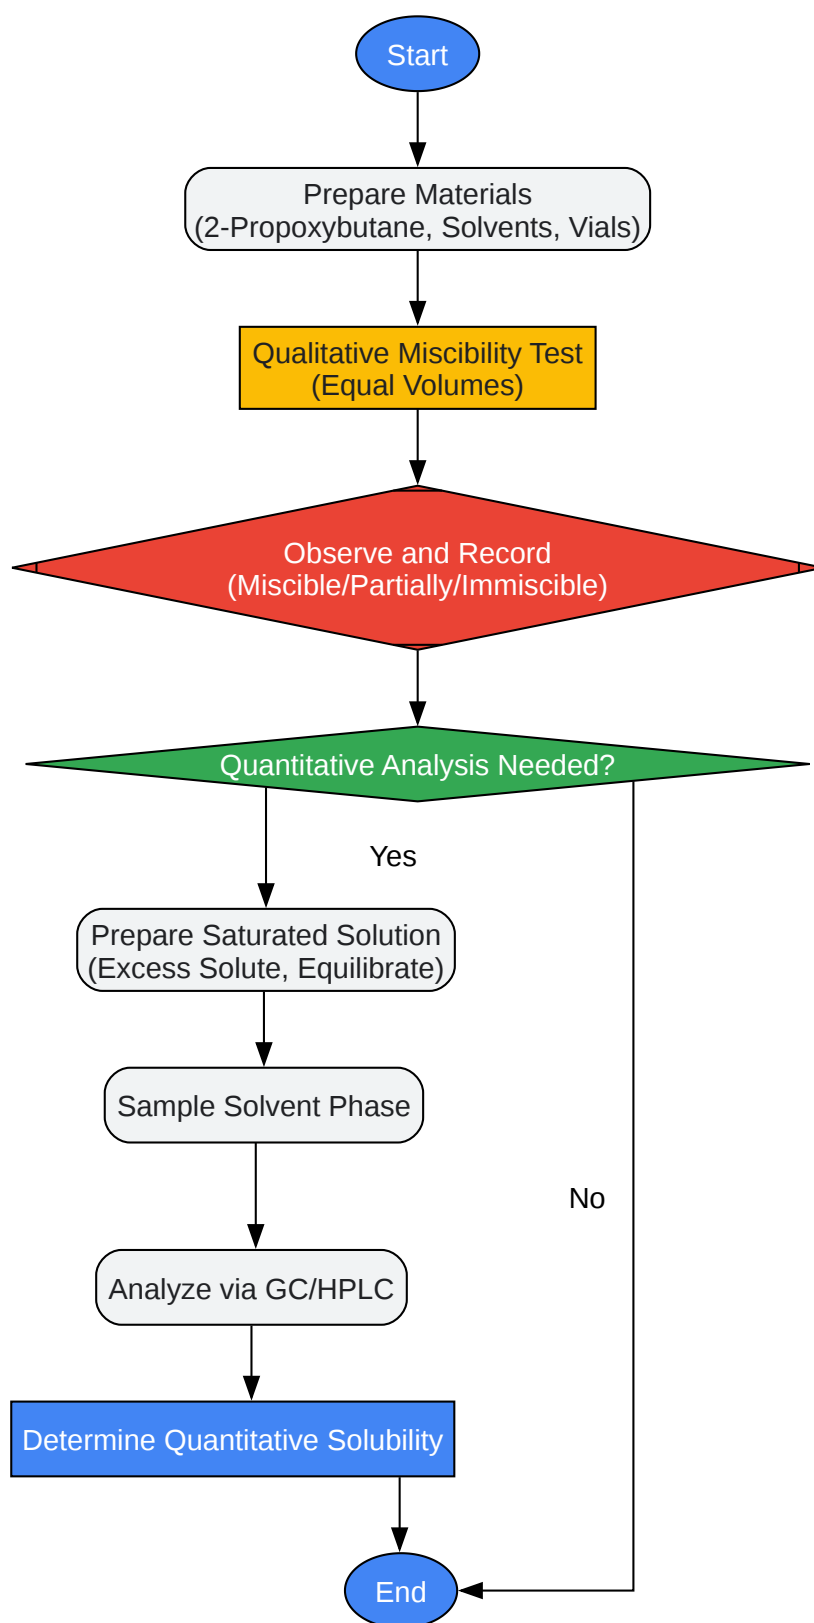 Start
Prepare Materials
(2-Propoxybutane, Solvents, Vials)
Qualitative Miscibility Test
(Equal Volumes)
Observe and Record
(Miscible/Partially/Immiscible)
Quantitative Analysis Needed?
Yes
Prepare Saturated Solution
(Excess Solute, Equilibrate)
Sample Solvent Phase
No
Analyze via GC/HPLC
Determine Quantitative Solubility
End